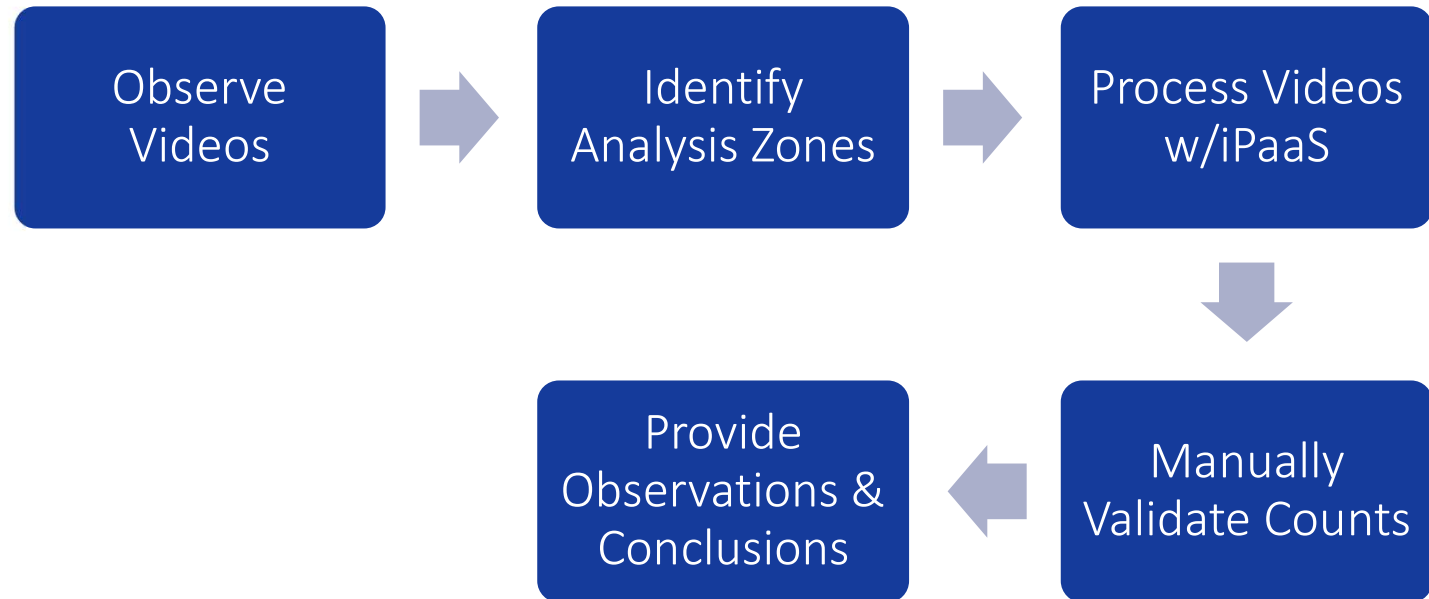 Observe
Videos
Identify
Analysis Zones
Process Videos
w/iPaaS
Manually
Validate Counts
Provide
Observations &
Conclusions